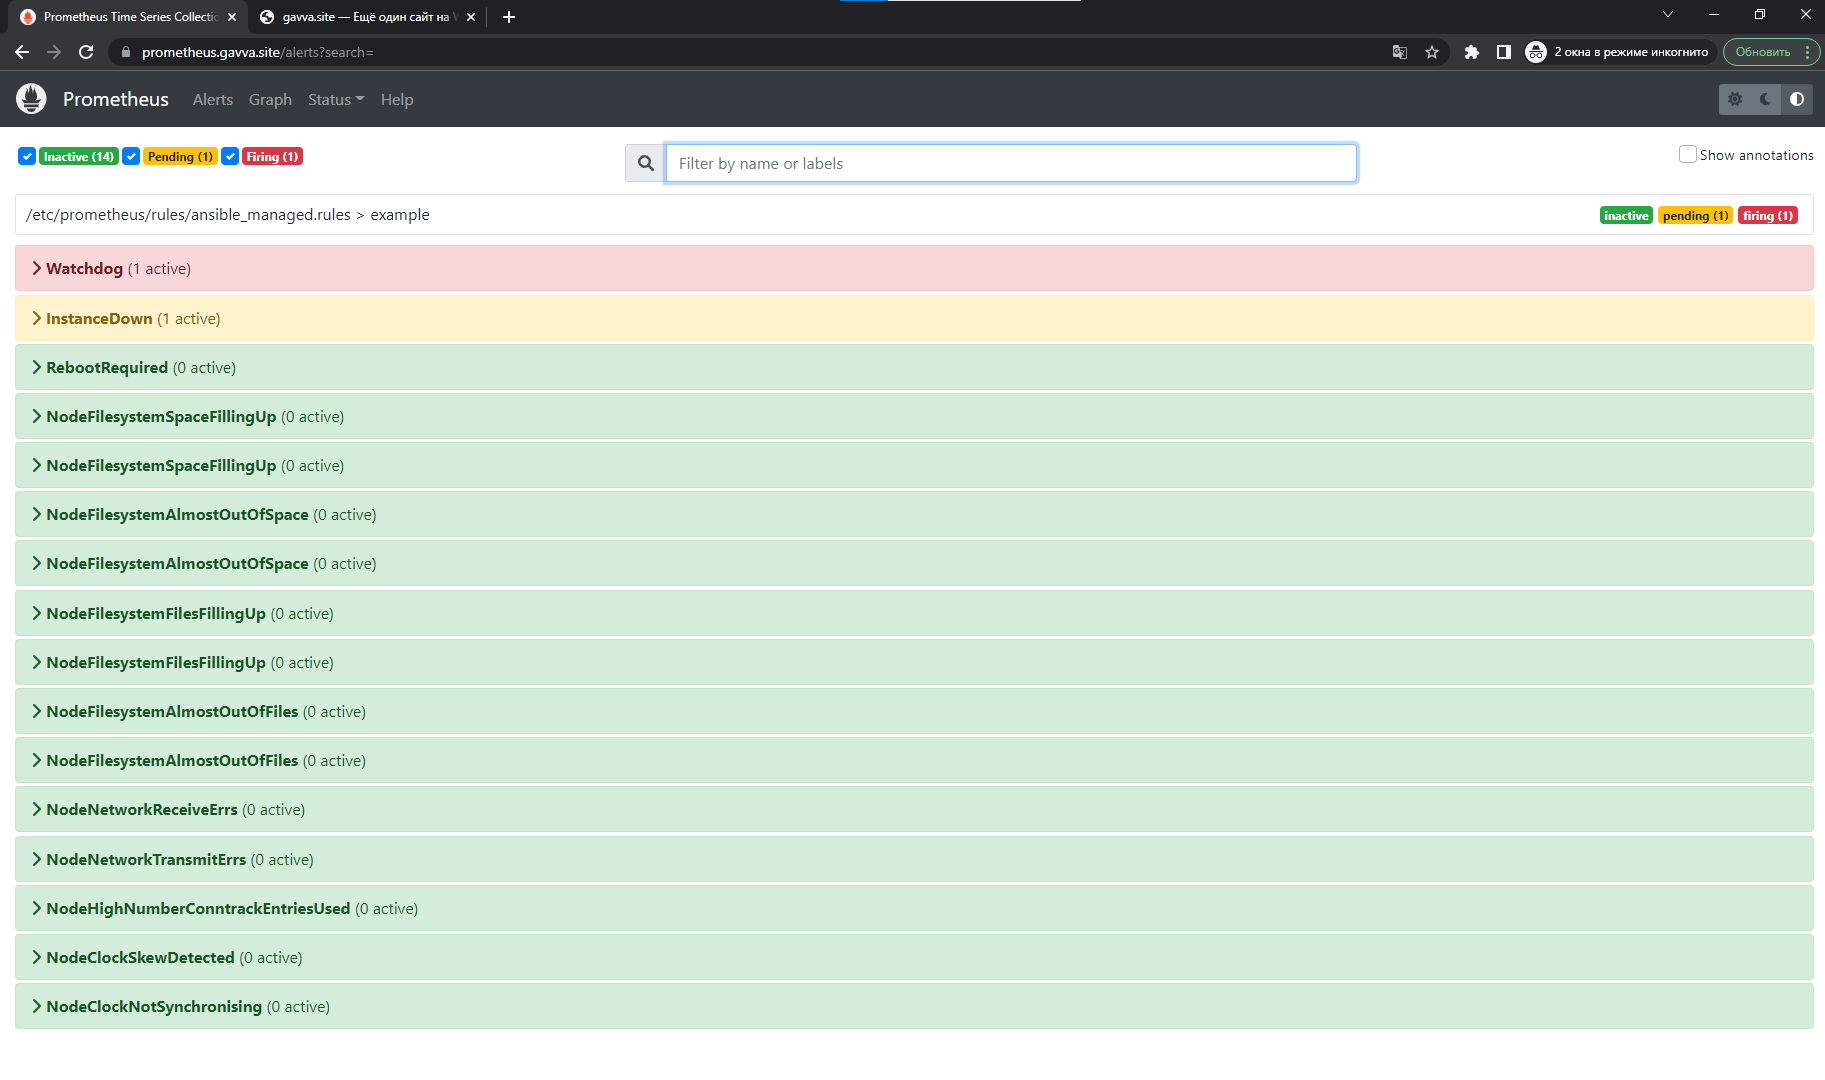 Prometheus Time Series Collectio
gavva.site — Ещё один сайт на W
prometheus.gavva.site/alerts?search=
2 окна в режиме инкогнито
Обновить
Prometheus Alerts Graph Status Help
Inactive (14) Pending (1) Firing (1)
Filter by name or labels
Show annotations
/etc/prometheus/rules/ansible_managed.rules > example
inactive pending (1) firing (1)
Watchdog (1 active)
InstanceDown (1 active)
RebootRequired (0 active)
NodeFilesystemSpaceFillingUp (0 active)
NodeFilesystemSpaceFillingUp (0 active)
NodeFilesystemAlmostOutOfSpace (0 active)
NodeFilesystemAlmostOutOfSpace (0 active)
NodeFilesystemFilesFillingUp (0 active)
NodeFilesystemFilesFillingUp (0 active)
NodeFilesystemAlmostOutOfFiles (0 active)
NodeFilesystemAlmostOutOfFiles (0 active)
NodeNetworkReceiveErrs (0 active)
NodeNetworkTransmitErrs (0 active)
NodeHighNumberConntrackEntriesUsed (0 active)
NodeClockSkewDetected (0 active)
NodeClockNotSynchronising (0 active)